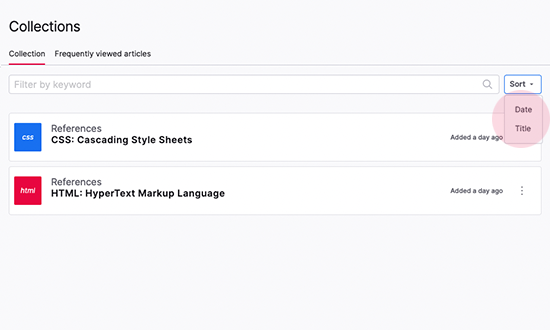 Collections
Collection Frequently viewed articles
Filter by keyword
Sort
Date
Title
css
References
CSS: Cascading Style Sheets
Added a day ago
html
References
HTML: HyperText Markup Language
Added a day ago